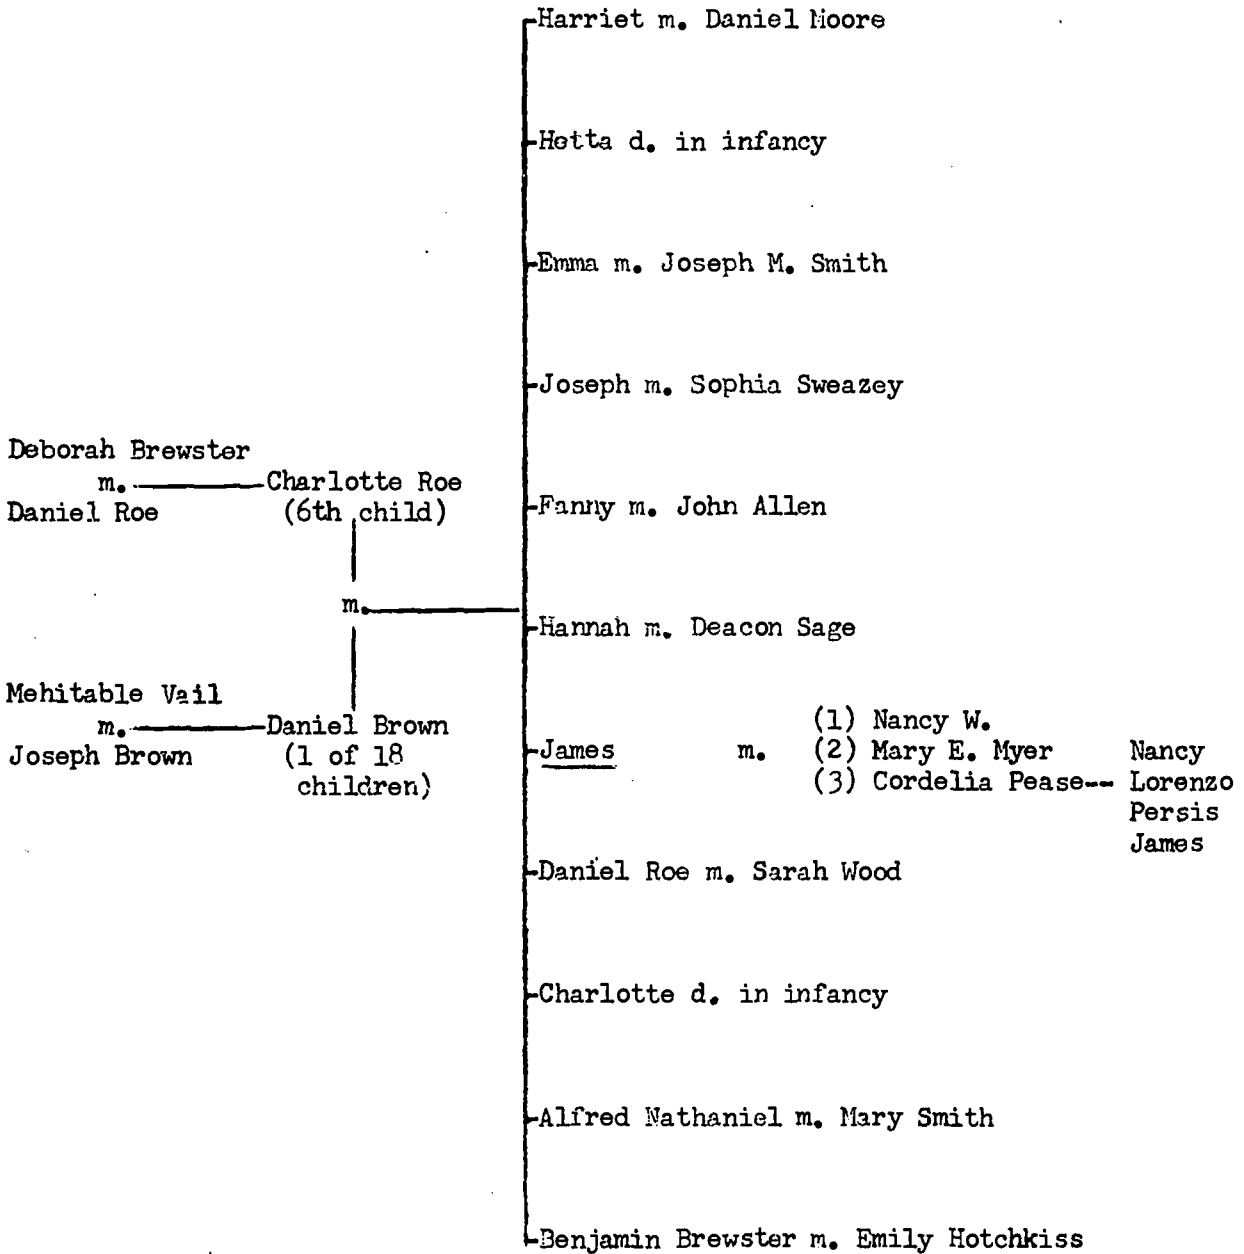 Harriet m. Daniel Moore
Hetta d. in infancy
Emma m. Joseph M. Smith
Joseph m. Sophia Sweazey
Deborah Brewster
m. Charlotte Roe
Daniel Roe (6th child)
Fanny m. John Allen
m.
Hannah m. Deacon Sage
Mehitable Vail
m. Daniel Brown
Joseph Brown (1 of 18
children)
(1) Nancy W.
James m. (2) Mary E. Myer Nancy
(3) Cordelia Pease-- Lorenzo
Persis
James
Daniel Roe m. Sarah Wood
Charlotte d. in infancy
Alfred Nathaniel m. Mary Smith
Benjamin Brewster m. Emily Hotchkiss